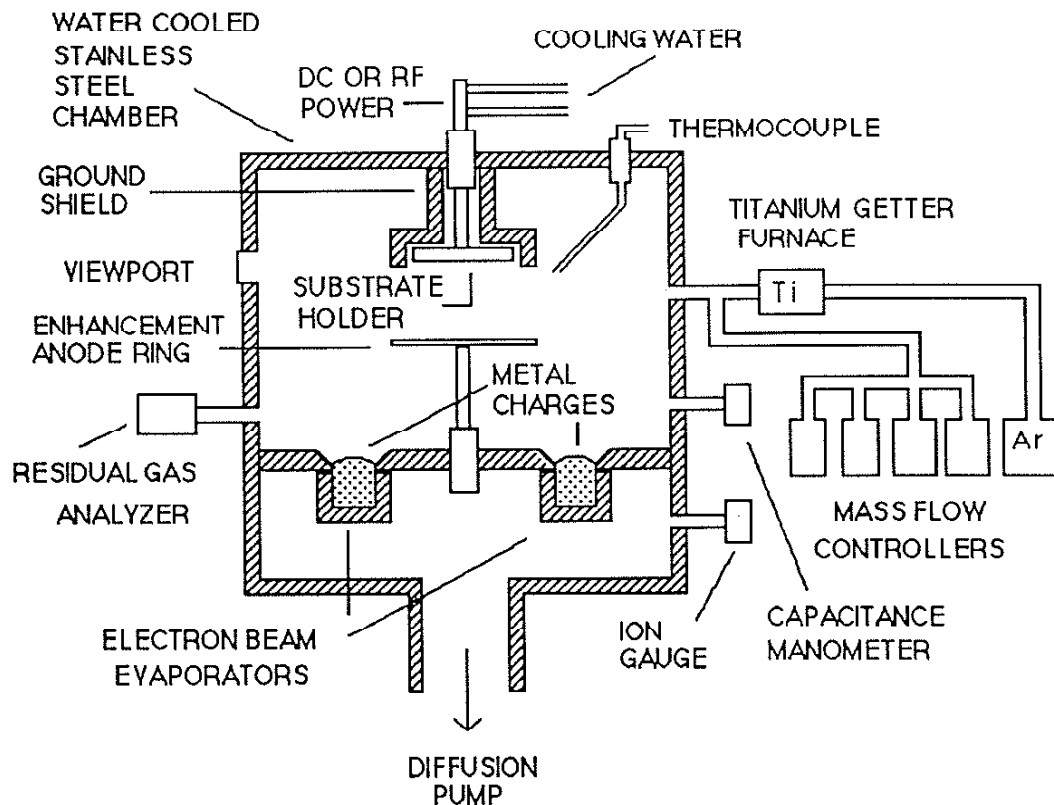 WATER COOLED
STAINLESS
STEEL
CHAMBER
DC OR RF
POWER
COOLING WATER
THERMOCOUPLE
GROUND
SHIELD
TITANIUM GETTER
FURNACE
VIEWPORT
SUBSTRATE
HOLDER
Ti
ENHANCEMENT
ANODE RING
METAL
CHARGES
Ar
RESIDUAL GAS
ANALYZER
MASS FLOW
CONTROLLERS
ELECTRON BEAM
EVAPORATORS
ION
GAUGE
CAPACITANCE
MANOMETER
DIFFUSION
PUMP